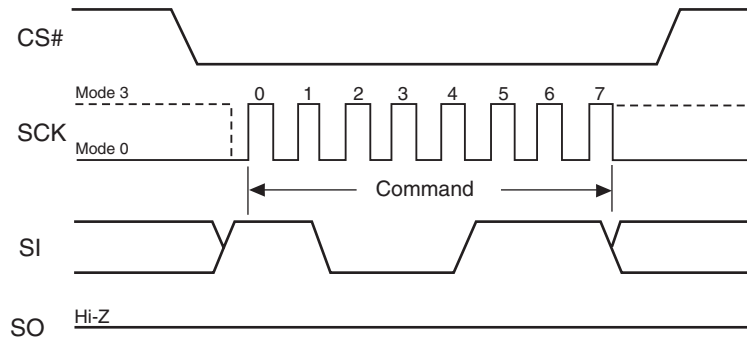 CS#
Mode 3
0 1 2 3 4 5 6 7
SCK
Mode 0
Command
SI
Hi-Z
SO